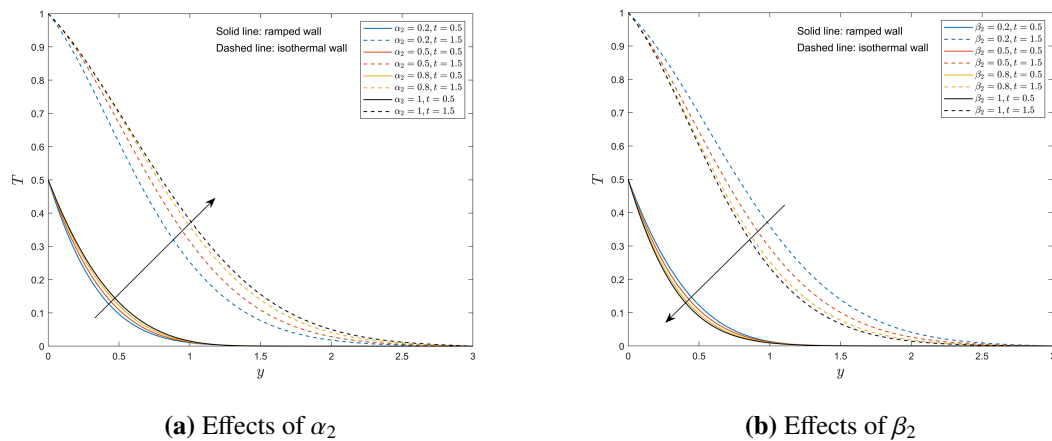 Solid line: ramped wall
Dashed line: isothermal wall
α₂ = 0.2, t = 0.5
α₂ = 0.2, t = 1.5
α₂ = 0.5, t = 0.5
α₂ = 0.5, t = 1.5
α₂ = 0.8, t = 0.5
α₂ = 0.8, t = 1.5
α₂ = 1, t = 0.5
α₂ = 1, t = 1.5
1
0.9
0.8
0.7
0.6
0.5
0.4
0.3
0.2
0.1
0
T
0 0.5 1 1.5 2 2.5 3
y
(a) Effects of α₂
Solid line: ramped wall
Dashed line: isothermal wall
β₂ = 0.2, t = 0.5
β₂ = 0.2, t = 1.5
β₂ = 0.5, t = 0.5
β₂ = 0.5, t = 1.5
β₂ = 0.8, t = 0.5
β₂ = 0.8, t = 1.5
β₂ = 1, t = 0.5
β₂ = 1, t = 1.5
1
0.9
0.8
0.7
0.6
0.5
0.4
0.3
0.2
0.1
0
T
0 0.5 1 1.5 2 2.5 3
y
(b) Effects of β₂